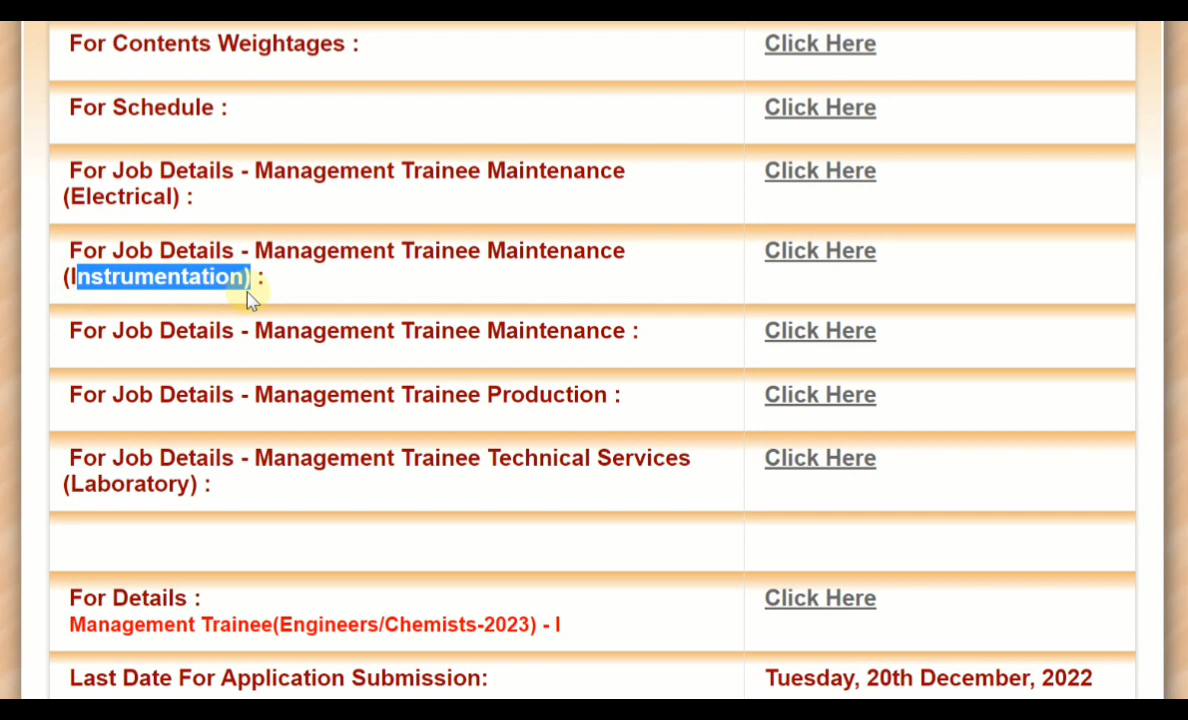 For Contents Weightages : Click Here
For Schedule : Click Here
For Job Details - Management Trainee Maintenance Click Here
(Electrical) :
For Job Details - Management Trainee Maintenance Click Here
(Instrumentation) :
For Job Details - Management Trainee Maintenance : Click Here
For Job Details - Management Trainee Production : Click Here
For Job Details - Management Trainee Technical Services Click Here
(Laboratory) :
For Details : Click Here
Management Trainee(Engineers/Chemists-2023) - I
Last Date For Application Submission: Tuesday, 20th December, 2022